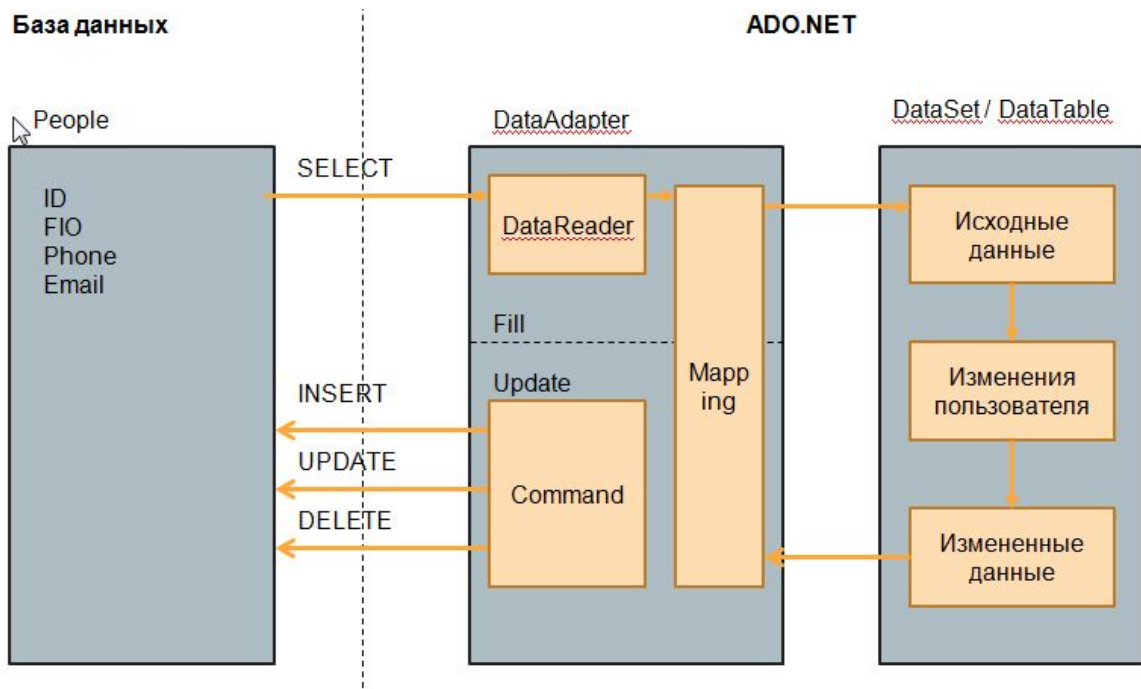 База данных
ADO.NET
People
ID
FIO
Phone
Email
SELECT
INSERT
UPDATE
DELETE
DataAdapter
DataReader
Fill
Update
Command
Mapp
ing
DataSet / DataTable
Исходные
данные
Изменения
пользователя
Измененные
данные